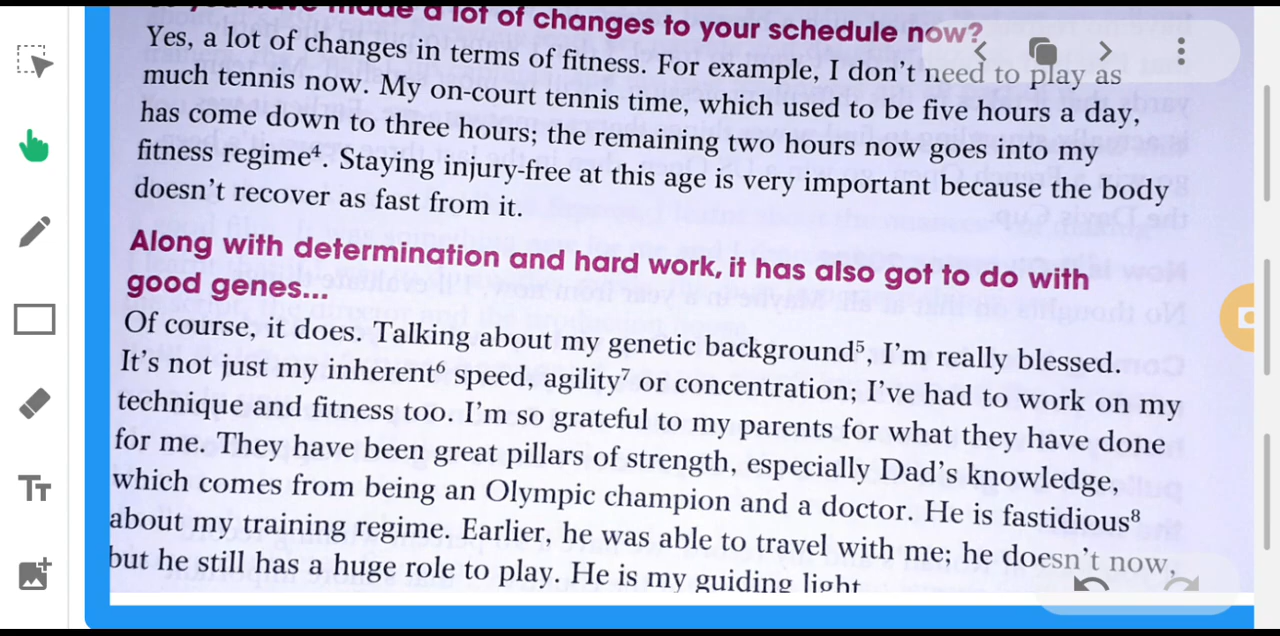 made a lot of changes to your schedule now?
Yes, a lot of changes in terms of fitness. For example, I don't need to play as
much tennis now. My on-court tennis time, which used to be five hours a day,
has come down to three hours; the remaining two hours now goes into my
fitness regime⁴. Staying injury-free at this age is very important because the body
doesn't recover as fast from it.
Along with determination and hard work, it has also got to do with
good genes...
Of course, it does. Talking about my genetic background⁵, I'm really blessed.
It's not just my inherent⁶ speed, agility⁷ or concentration; I've had to work on my
technique and fitness too. I'm so grateful to my parents for what they have done
for me. They have been great pillars of strength, especially Dad's knowledge,
which comes from being an Olympic champion and a doctor. He is fastidious⁸
about my training regime. Earlier, he was able to travel with me; he doesn't now,
but he still has a huge role to play. He is my guiding light
TT